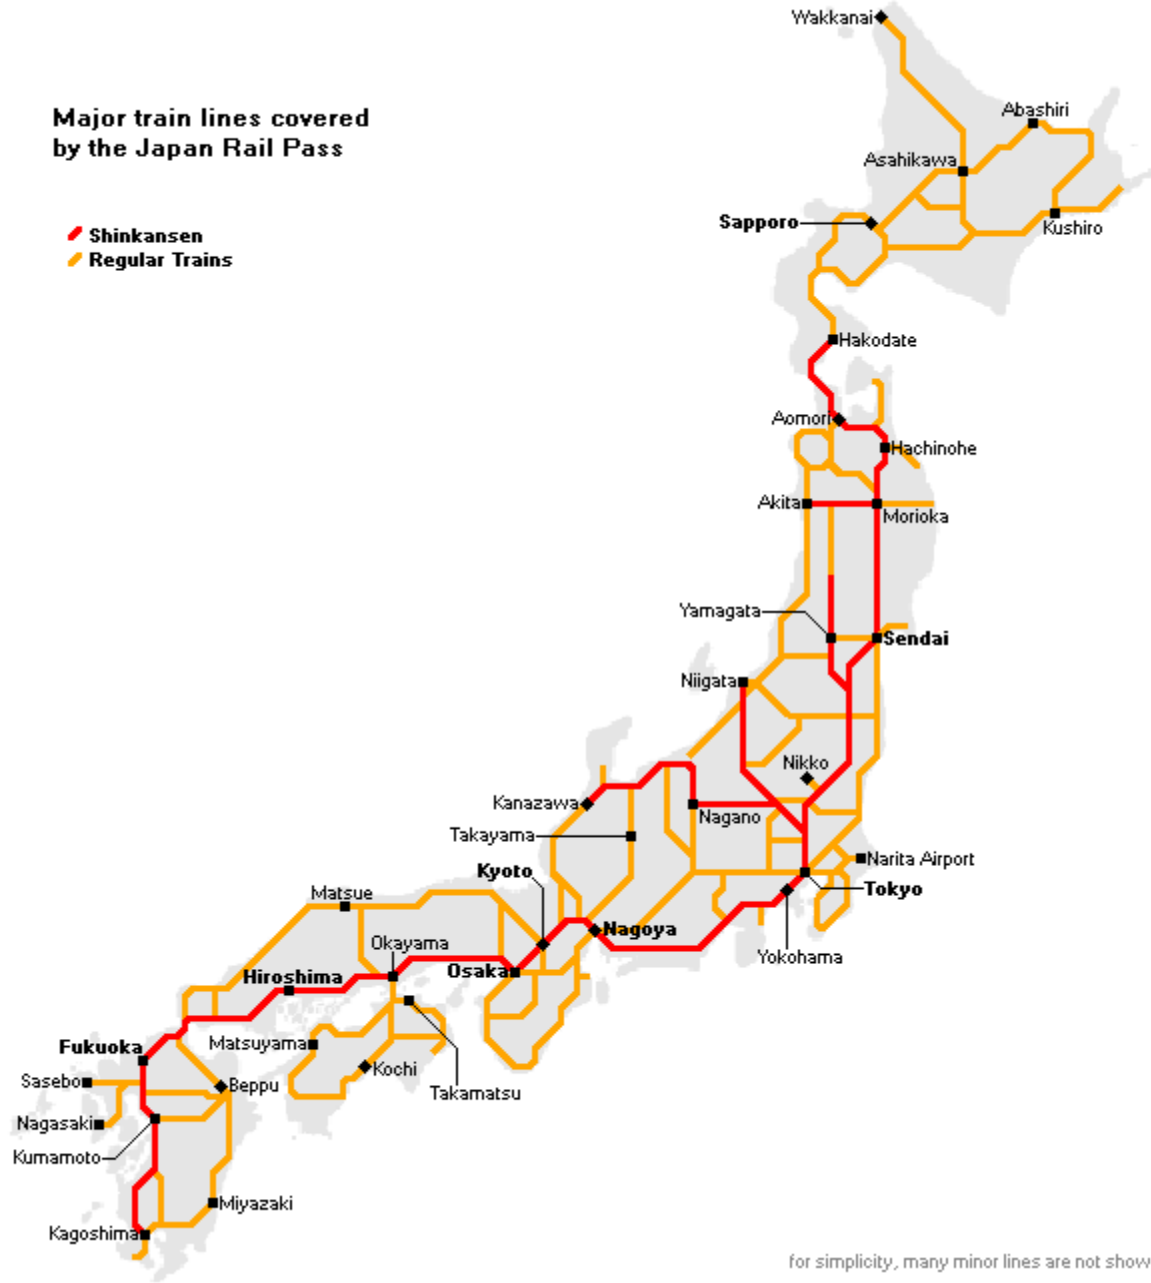 Wakkanai
Major train lines covered
by the Japan Rail Pass
Abashiri
Asahikawa
Shinkansen
Regular Trains
Sapporo
Kushiro
Hakodate
Aomori
Hachinohe
Akita
Morioka
Yamagata
Sendai
Niigata
Nikko
Kanazawa
Nagano
Takayama
Narita Airport
Kyoto
Tokyo
Matsue
Nagoya
Okayama
Yokohama
Hiroshima
Osaka
Matsuyama
Fukuoka
Kochi
Sasebo
Beppu
Takamatsu
Nagasaki
Kumamoto
Miyazaki
Kagoshima
for simplicity, many minor lines are not show